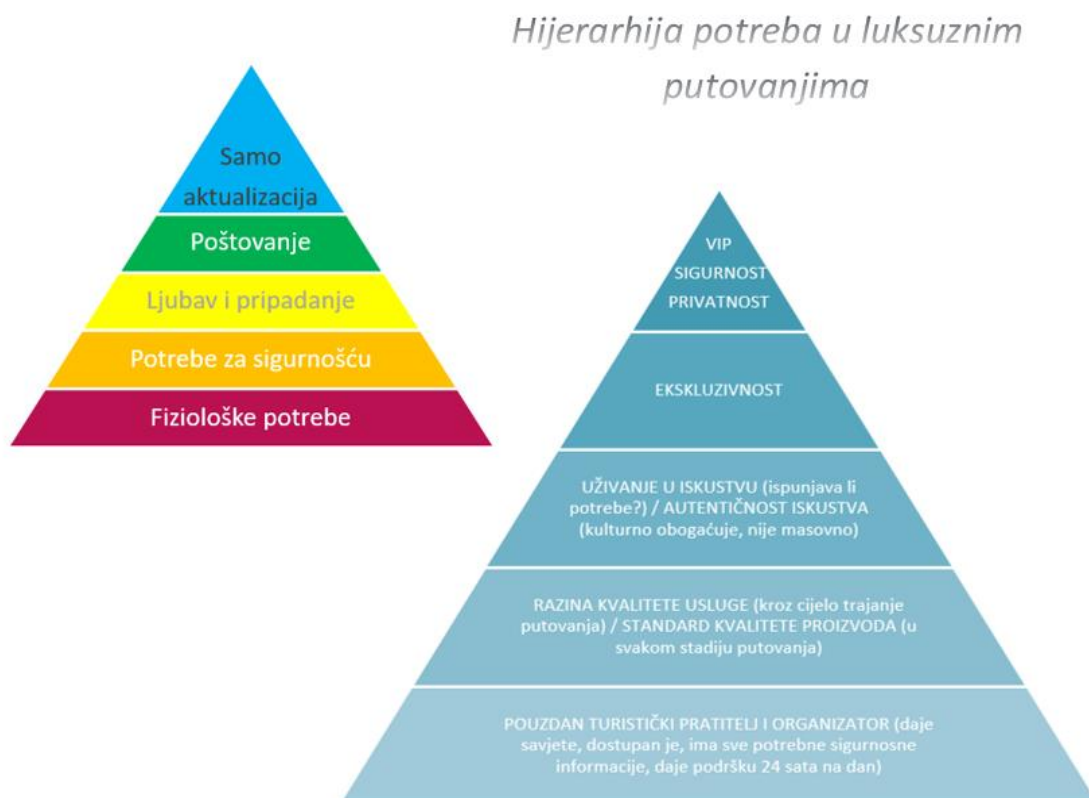 Hijerarhija potreba u luksuznim
putovanjima
Samo
aktualizacija
Poštovanje
Ljubav i pripadanje
Potrebe za sigurnošću
Fiziološke potrebe
VIP
SIGURNOST
PRIVATNOST
EKSKLUZIVNOST
UŽIVANJE U ISKUSTVU (ispunjava li
potrebe?) / AUTENTIČNOST ISKUSTVA
(kulturno obogaćuje, nije masovno)
RAZINA KVALITETE USLUGE (kroz cijelo trajanje
putovanja) / STANDARD KVALITETE PROIZVODA (u
svakom stadiju putovanja)
POUZDAN TURISTIČKI PRATITELJ I ORGANIZATOR (daje
savjete, dostupan je, ima sve potrebne sigurnosne
informacije, daje podršku 24 sata na dan)